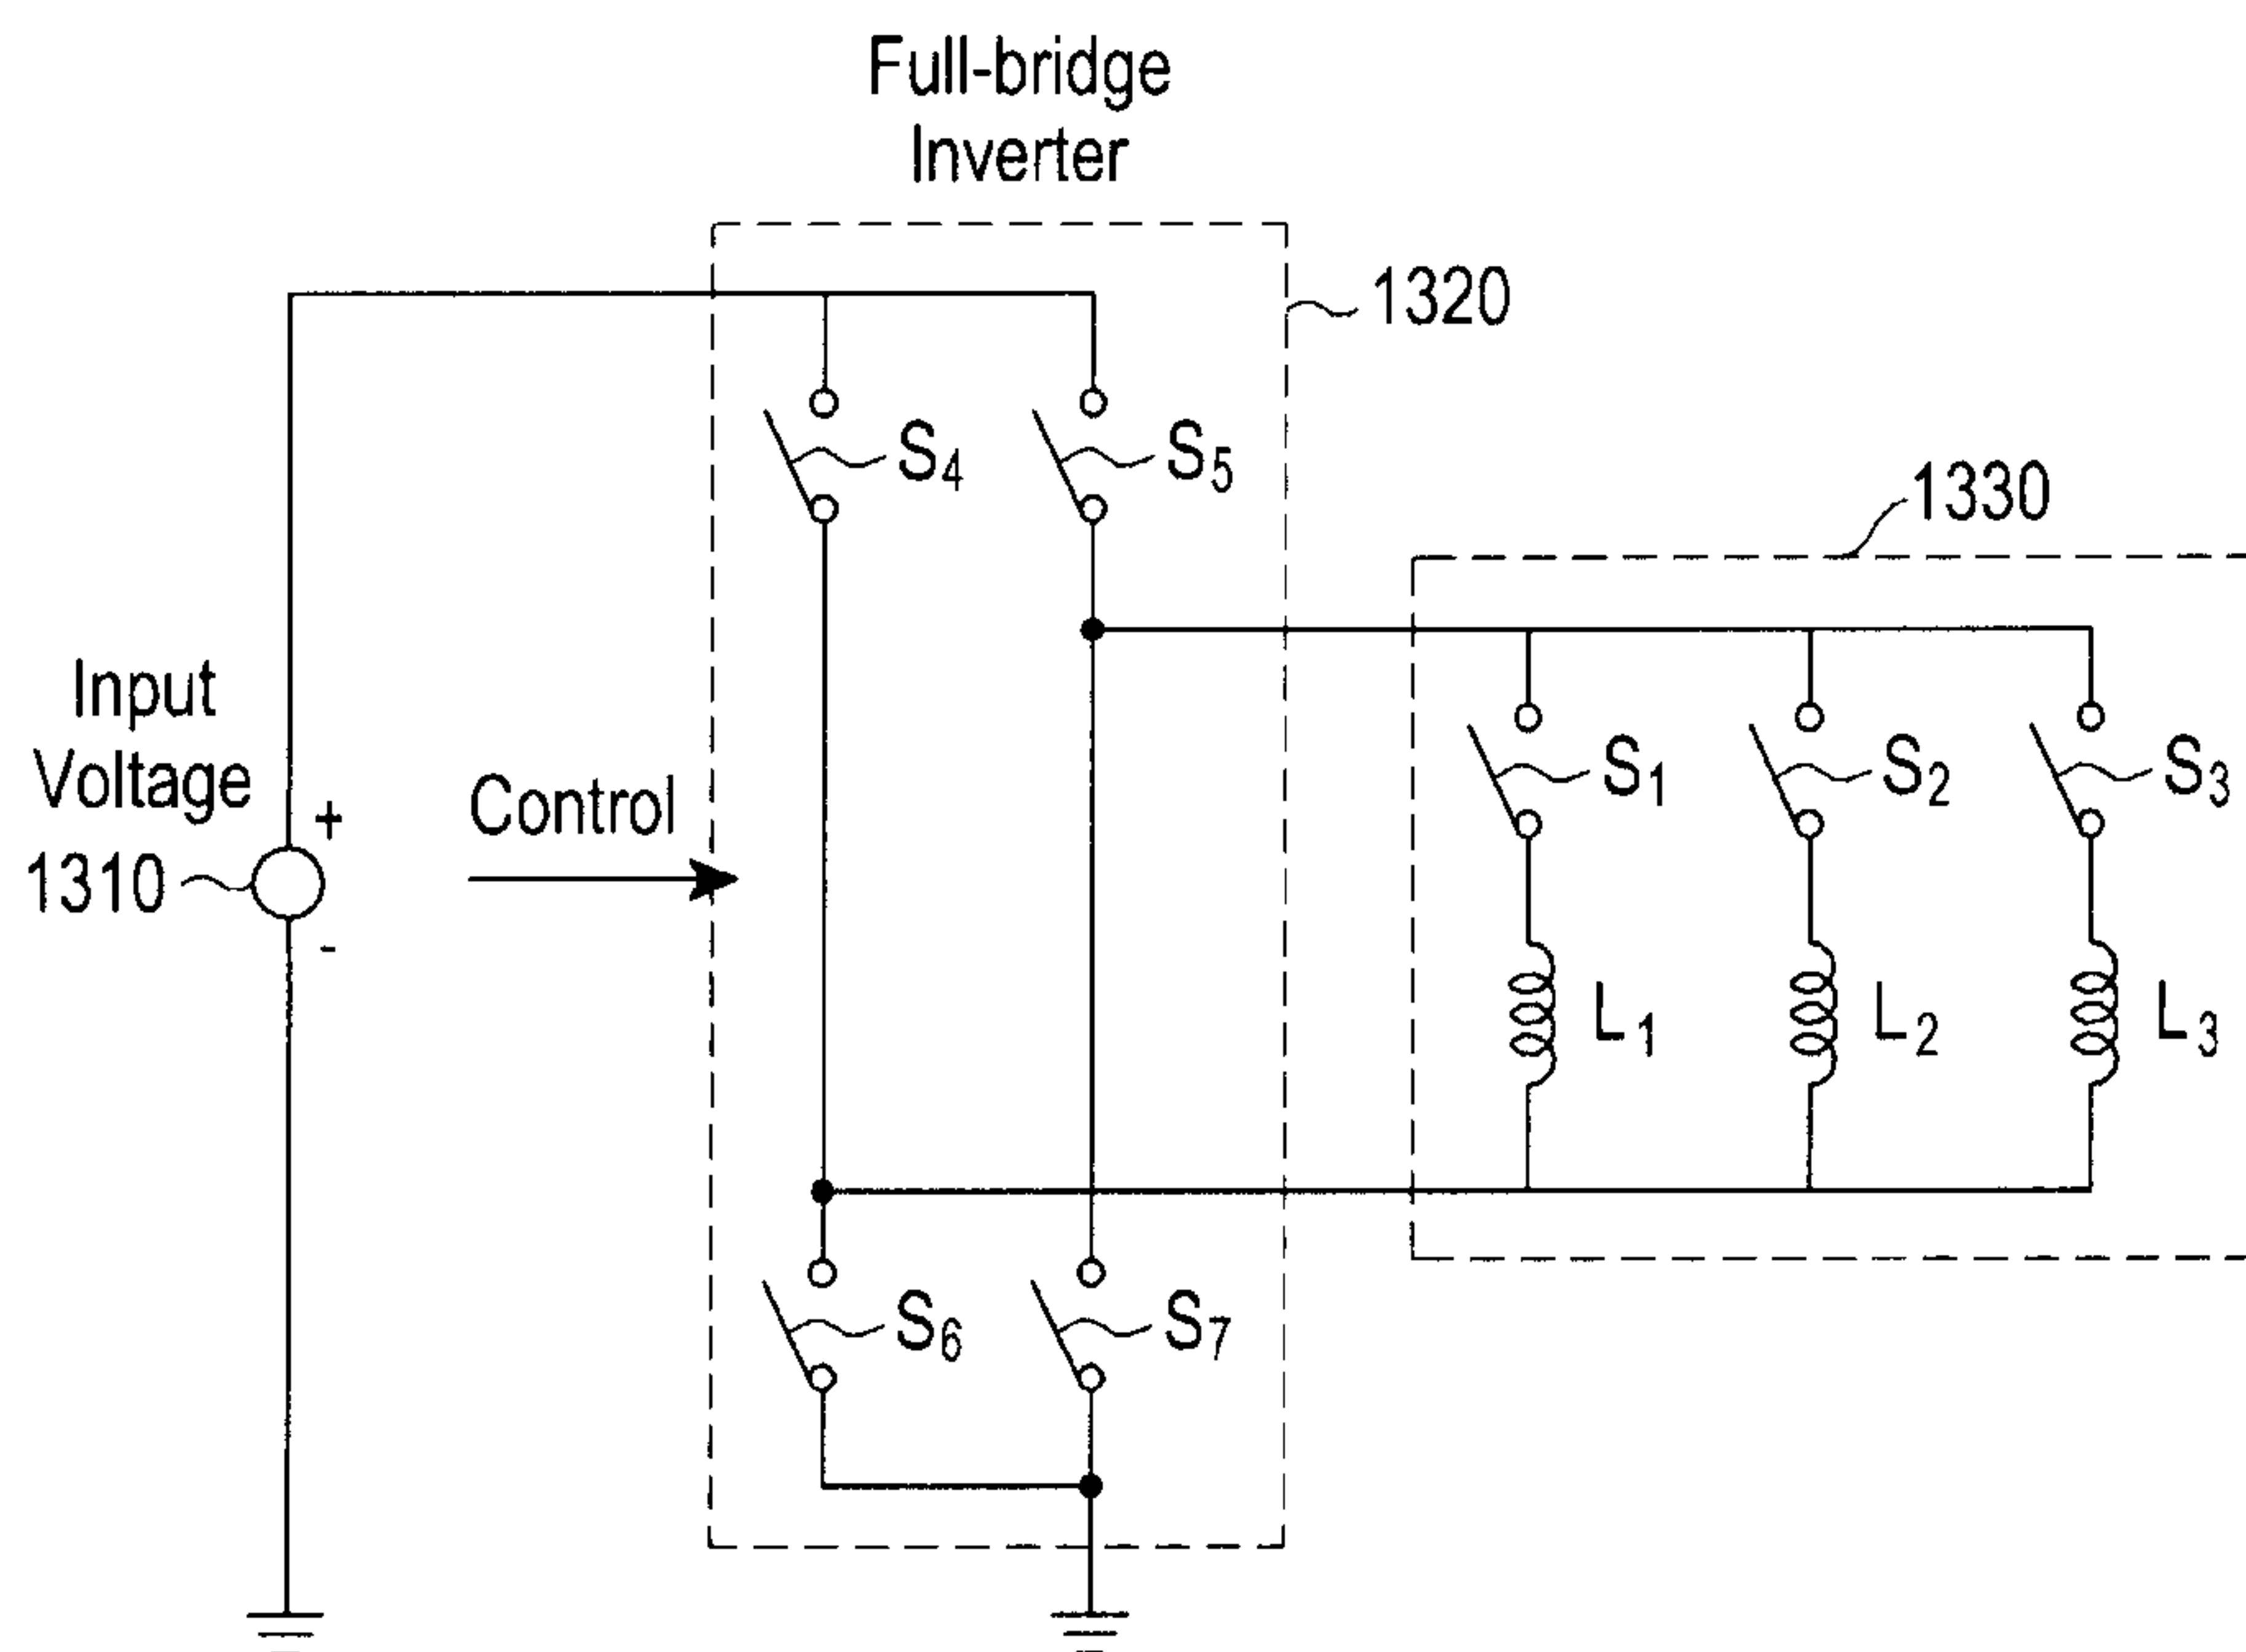 Full-bridge
Inverter
1320
S4
S5
1330
Input
Voltage
+
1310
-
Control
S1
S2
S3
L1
L2
L3
S6
S7